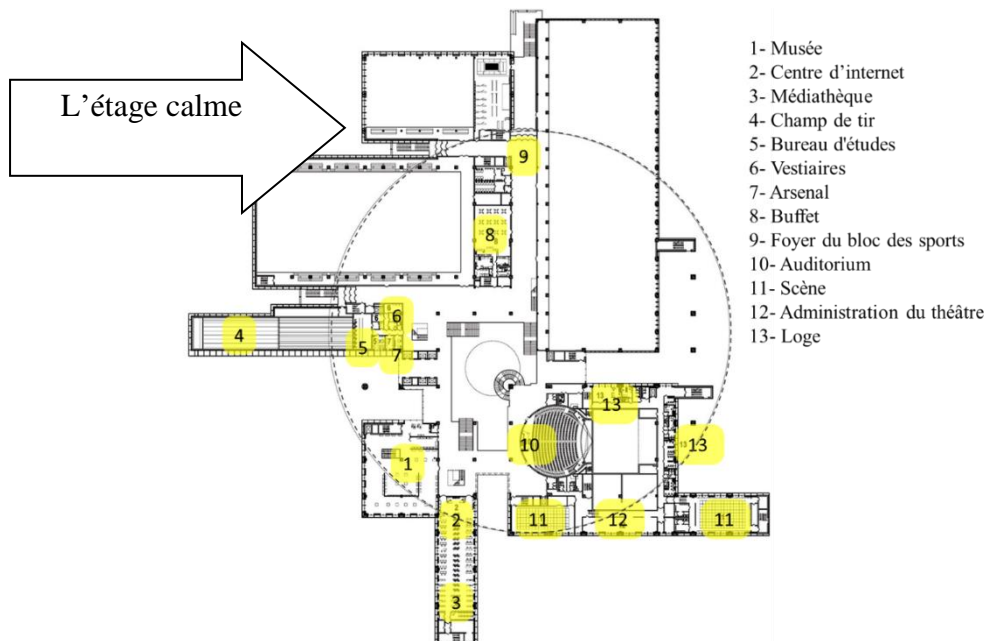 L'étage calme
1- Musée
2- Centre d'internet
3- Médiathèque
4- Champ de tir
5- Bureau d'études
6- Vestiaires
7- Arsenal
8- Buffet
9- Foyer du bloc des sports
10- Auditorium
11- Scène
12- Administration du théâtre
13- Loge
9
8
6
4
5
7
13
10
13
1
2
11
12
11
3